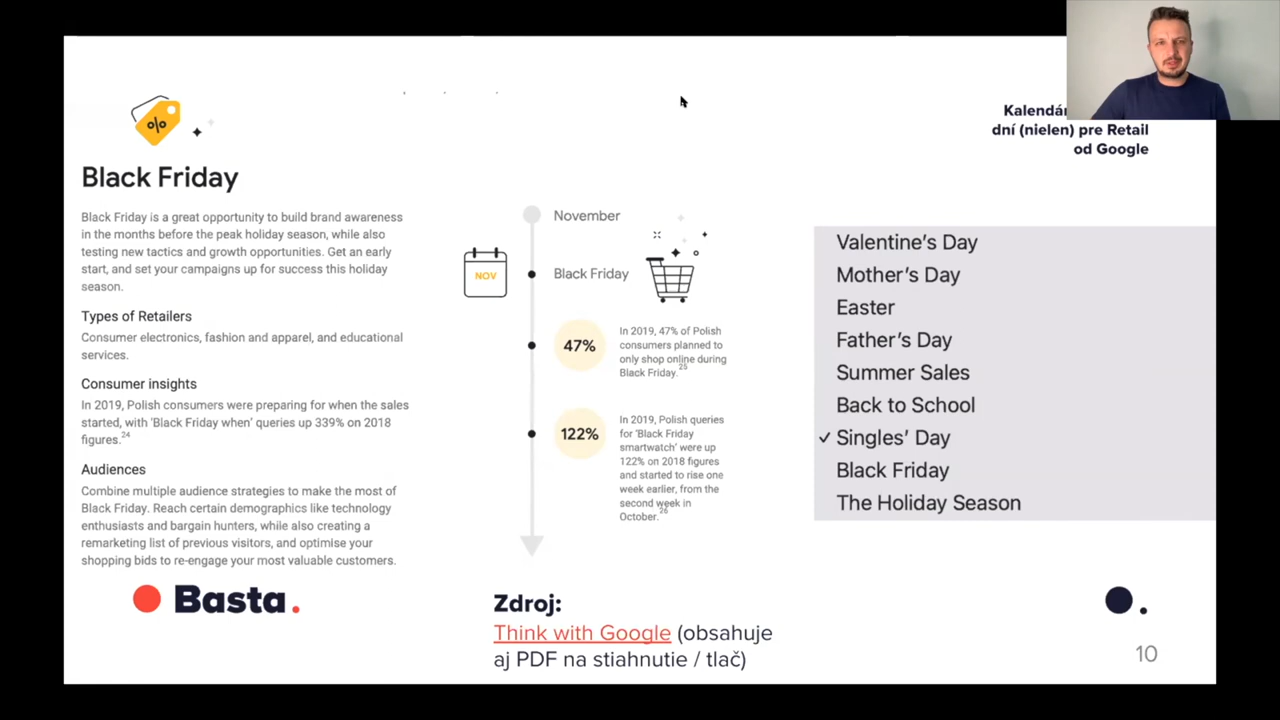 %
Black Friday
Black Friday is a great opportunity to build brand awareness
in the months before the peak holiday season, while also
testing new tactics and growth opportunities. Get an early
start, and set your campaigns up for success this holiday
season.
Types of Retailers
Consumer electronics, fashion and apparel, and educational
services.
Consumer insights
In 2019, Polish consumers were preparing for when the sales
started, with 'Black Friday when' queries up 339% on 2018
figures.24
Audiences
Combine multiple audience strategies to make the most of
Black Friday. Reach certain demographics like technology
enthusiasts and bargain hunters, while also creating a
remarketing list of previous visitors, and optimise your
shopping bids to re-engage your most valuable customers.
November
NOV
Black Friday
47%
In 2019, 47% of Polish
consumers planned to
only shop online during
Black Friday.25
122%
In 2019, Polish queries
for 'Black Friday
smartwatch' were up
122% on 2018 figures
and started to rise one
week earlier, from the
second week in
October.26
dní (nielen) pre Retail
od Google
Valentine's Day
Mother's Day
Easter
Father's Day
Summer Sales
Back to School
✓ Singles' Day
Black Friday
The Holiday Season
Basta.
Zdroj:
Think with Google (obsahuje
aj PDF na stiahnutie / tlač)
10